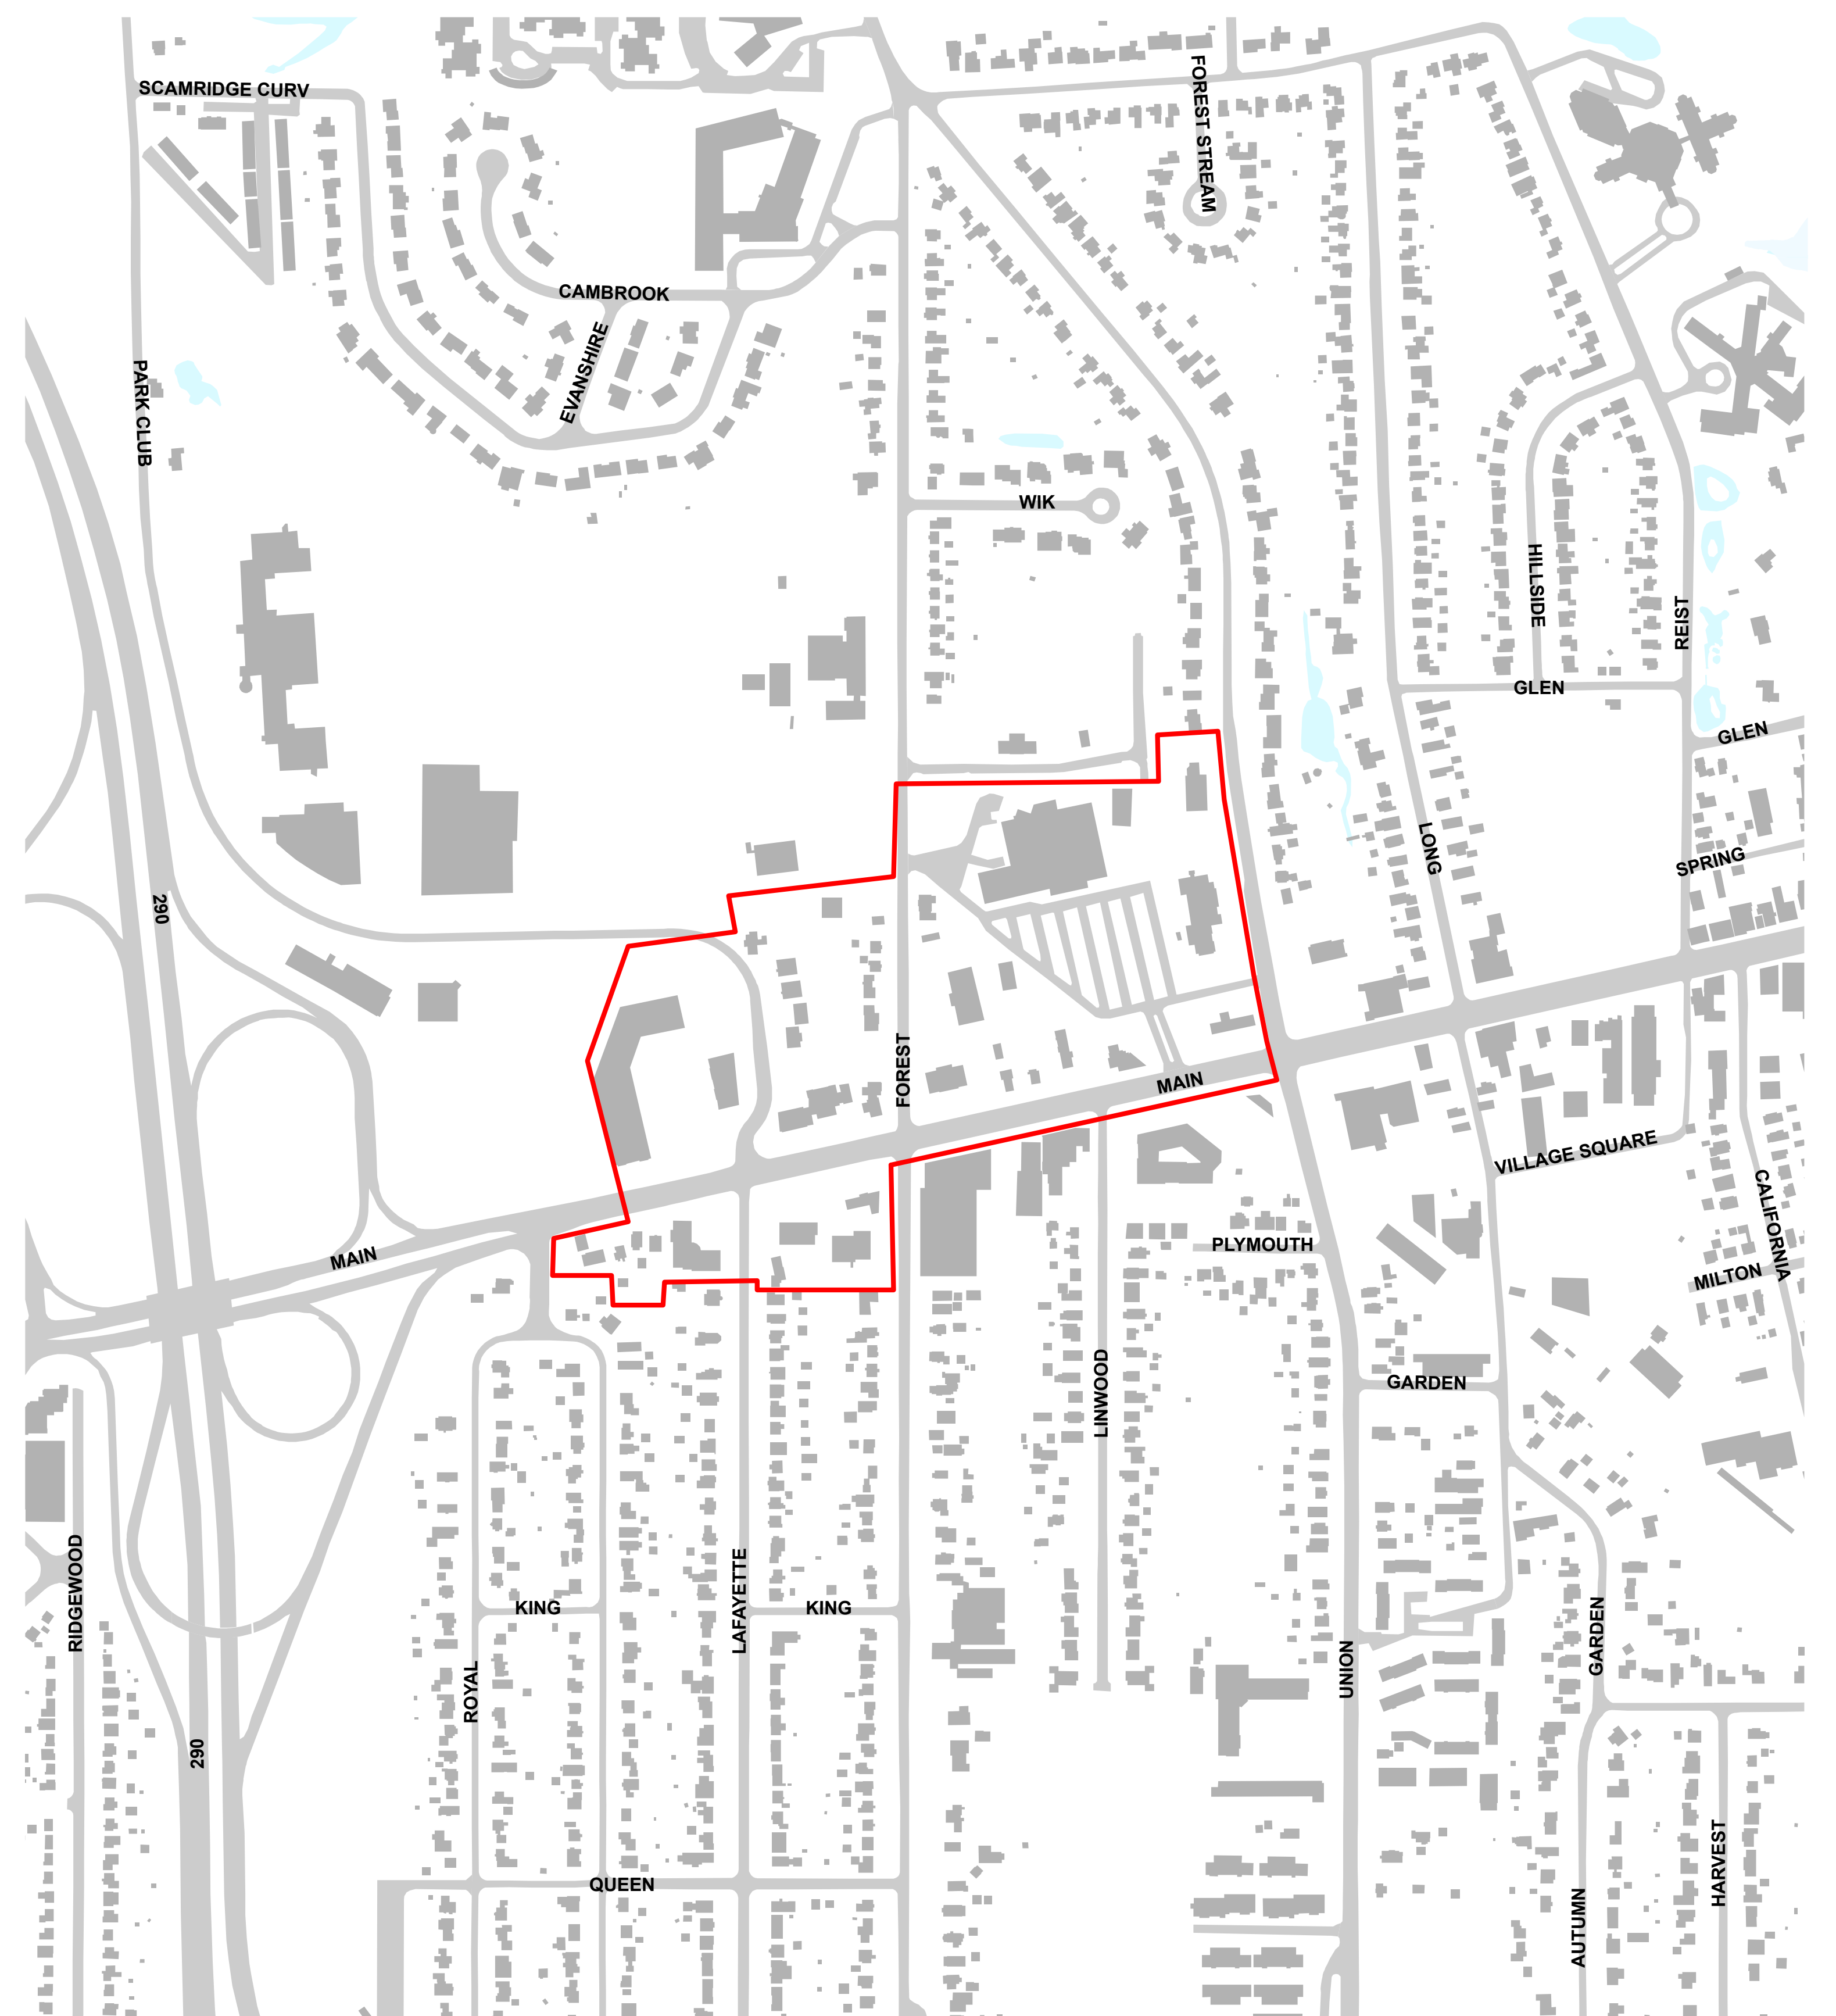 SCAMRIDGE CURV
FOREST STREAM
CAMBROOK
EVANSHIRE
PARK CLUB
WIK
HILLSIDE
REIST
GLEN
GLEN
LONG
SPRING
290
FOREST
MAIN
VILLAGE SQUARE
CALIFORNIA
PLYMOUTH
MAIN
MILTON
LINWOOD
GARDEN
RIDGEWOOD
LAFAYETTE
KING
KING
GARDEN
ROYAL
UNION
290
HARVEST
QUEEN
AUTUMN